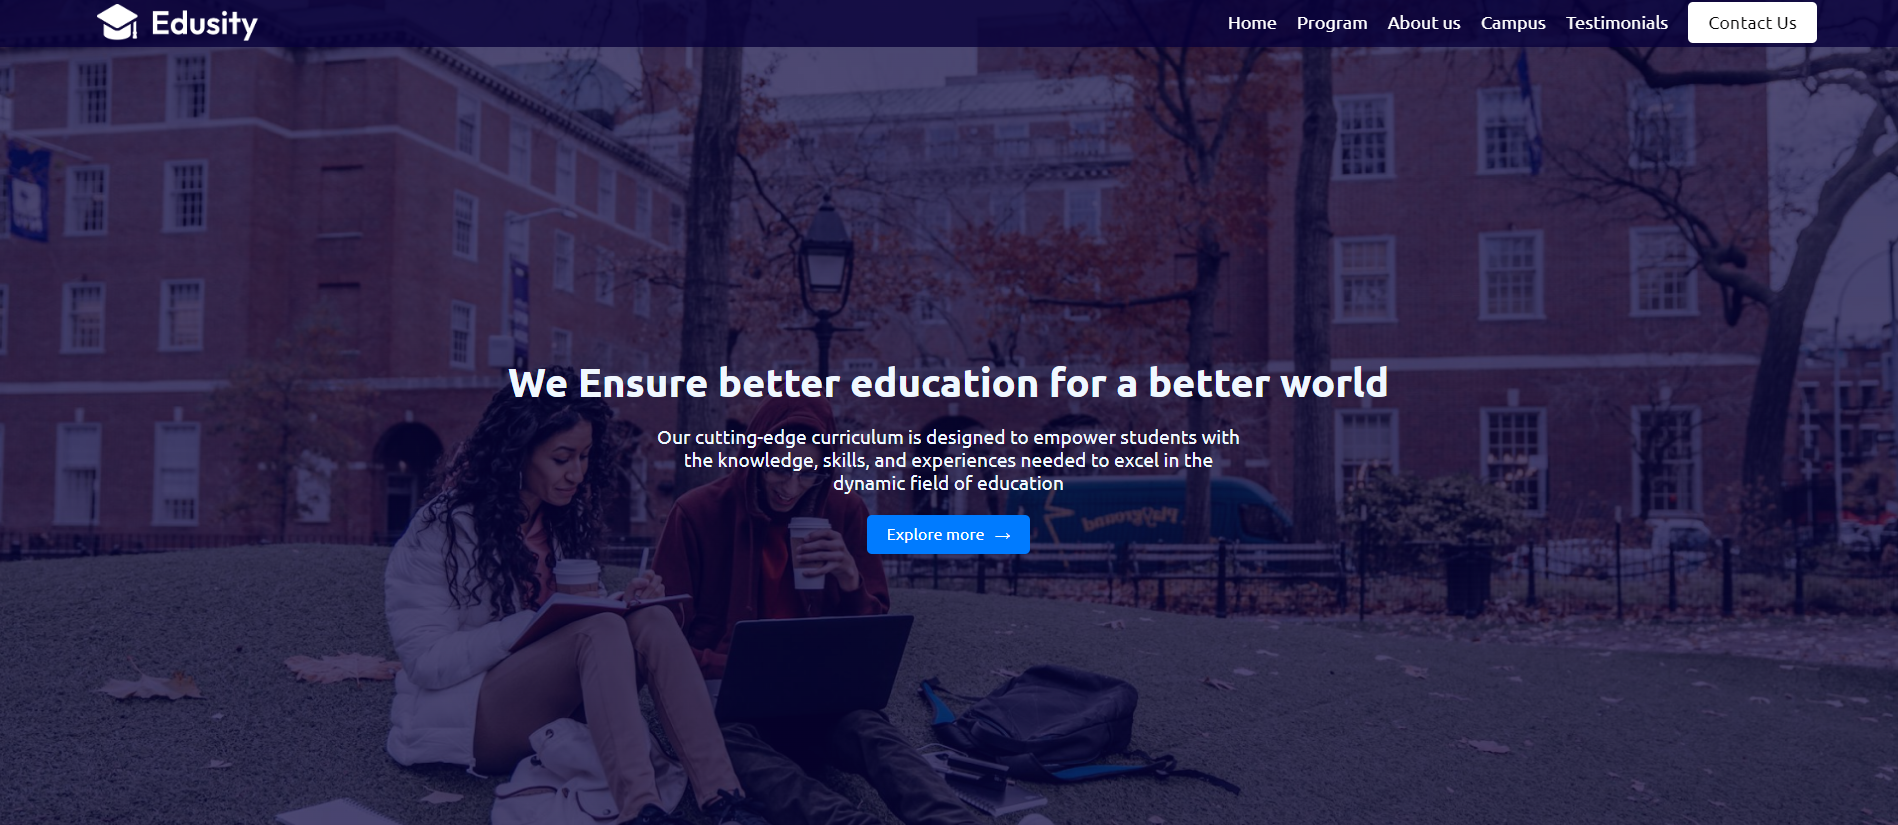 Edusity
Home Program About us Campus Testimonials Contact Us
We Ensure better education for a better world
Our cutting-edge curriculum is designed to empower students with
the knowledge, skills, and experiences needed to excel in the
dynamic field of education
Explore more →
Playground